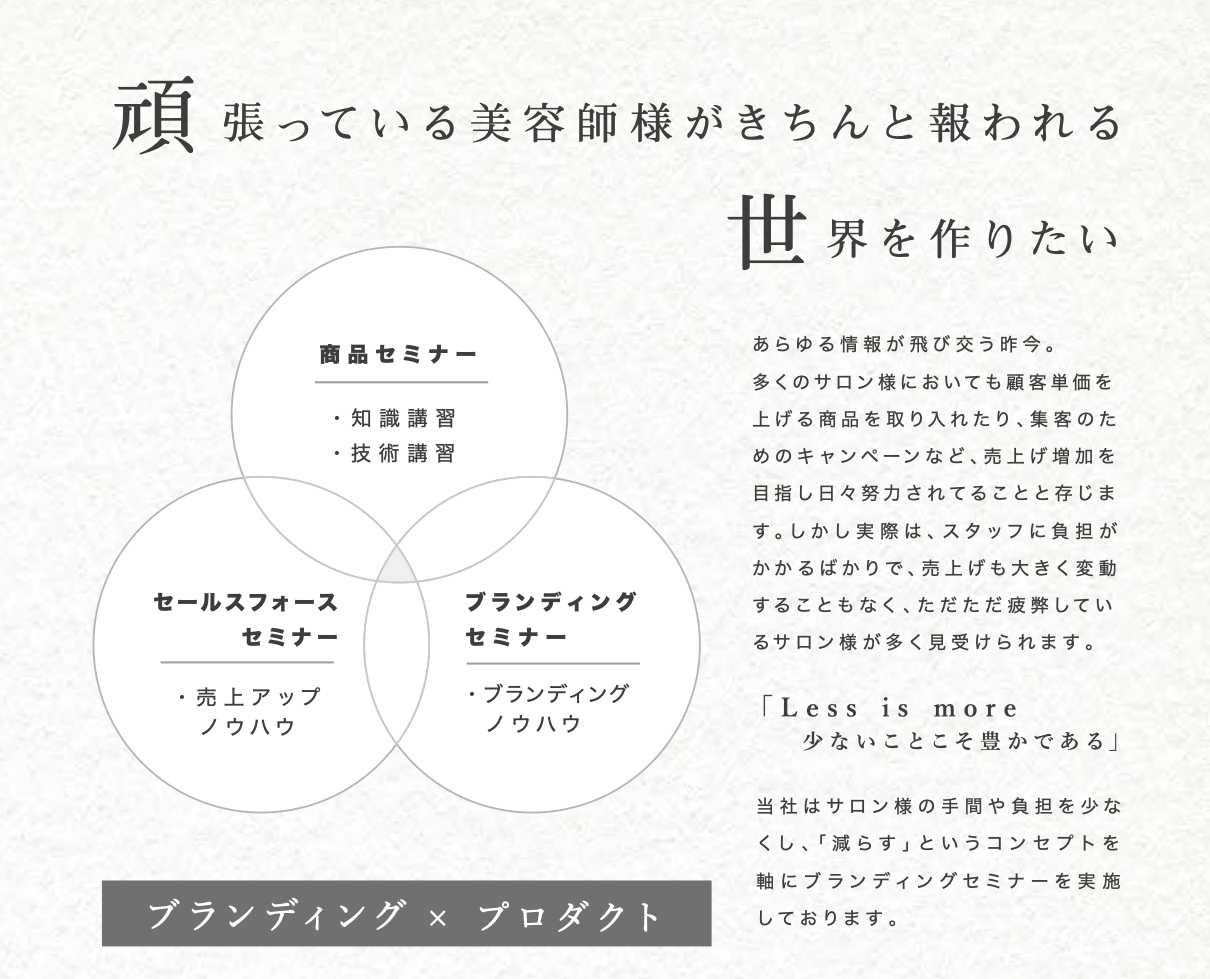 頑張っている美容師様がきちんと報われる
世界を作りたい
商品セミナー
・知識講習
・技術講習
セールスフォース
セミナー
・売上アップ
ノウハウ
ブランディング
セミナー
・ブランディング
ノウハウ
ブランディング × プロダクト
あらゆる情報が飛び交う昨今。
多くのサロン様においても顧客単価を
上げる商品を取り入れたり、集客のた
めのキャンペーンなど、売上げ増加を
目指し日々努力されてることと存じま
す。しかし実際は、スタッフに負担が
かかるばかりで、売上げも大きく変動
することもなく、ただただ疲弊してい
るサロン様が多く見受けられます。
「Less is more
少ないことこそ豊かである」
当社はサロン様の手間や負担を少な
くし、「減らす」というコンセプトを
軸にブランディングセミナーを実施
しております。